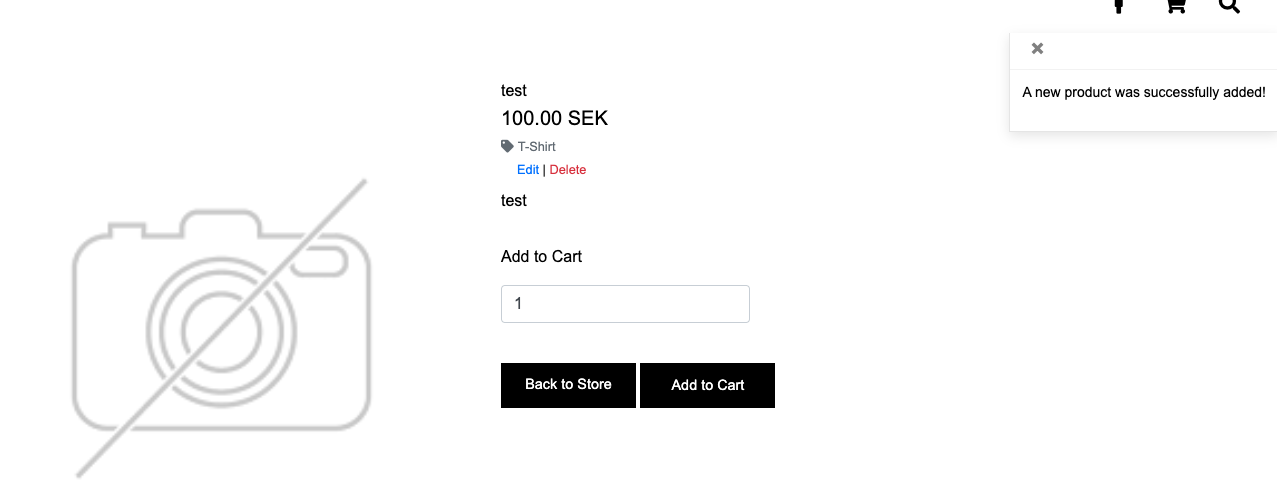 A new product was successfully added!
test
100.00 SEK
T-Shirt
Edit | Delete
test
Add to Cart
1
Back to Store
Add to Cart